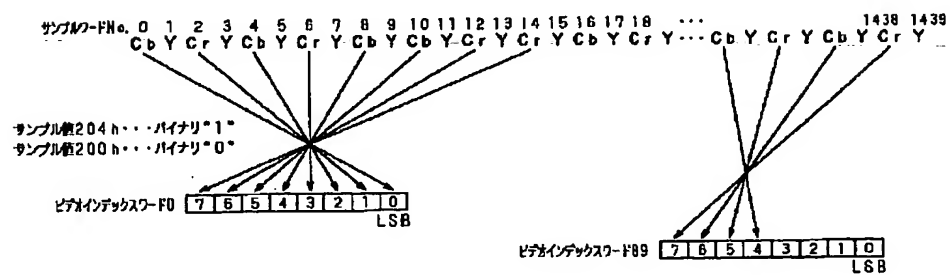 サンプルワードNo. 0 1 2 3 4 5 6 7 8 9 10 11 12 13 14 15 16 17 18 ··· 1438 1439
Cb Y Cr Y Cb Y Cr Y Cb Y Cb Y Cr Y Cr Y Cb Y Cr Y ··· Cb Y Cr Y Cb Y Cr Y
サンプル値204h···バイナリ"1"
サンプル値200h···バイナリ"0"
ビデオインデックスワード0 7 6 5 4 3 2 1 0
LSB
ビデオインデックスワード89 7 6 5 4 3 2 1 0
LSB